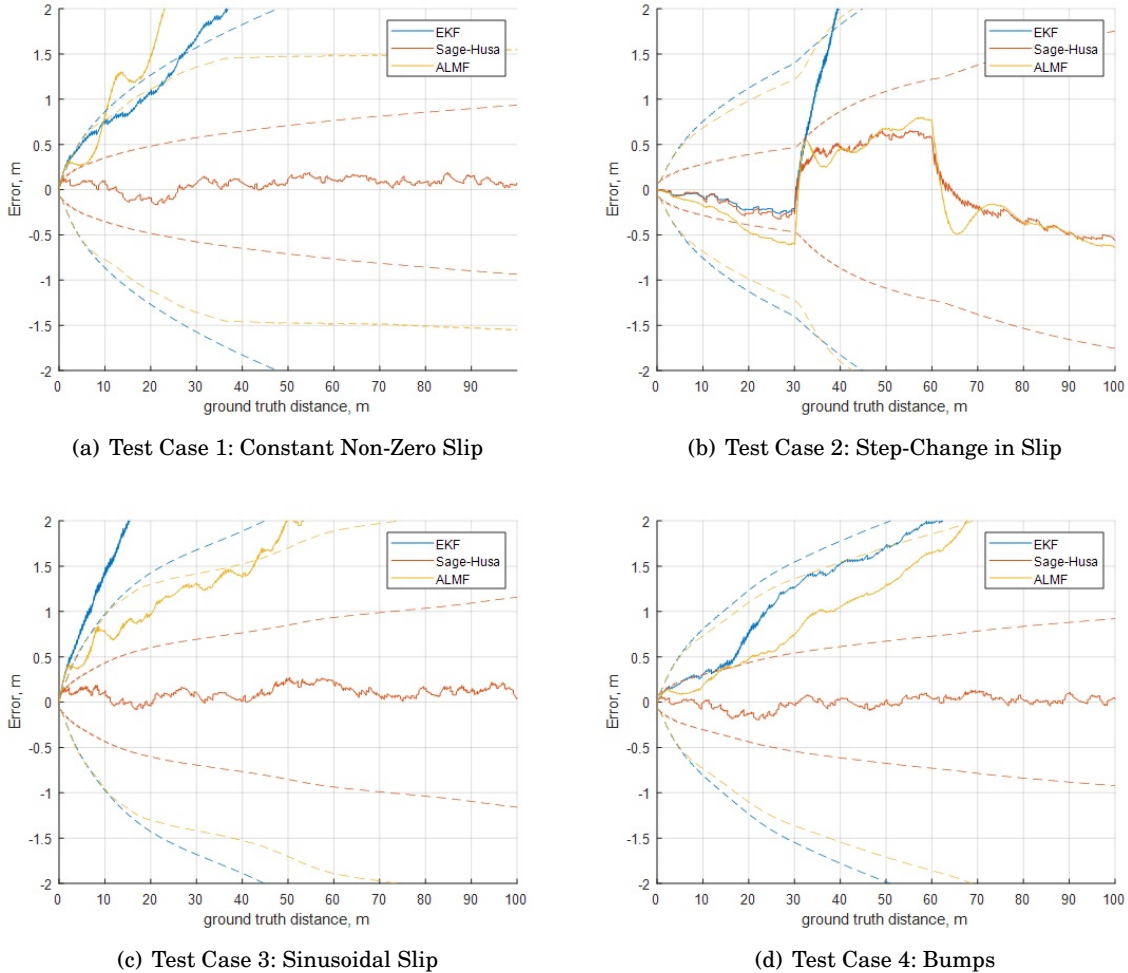 2
1.5
1
0.5
0
-0.5
-1
-1.5
-2
Error, m
EKF
Sage-Husa
ALMF
0 10 20 30 40 50 60 70 80 90
ground truth distance, m
(a) Test Case 1: Constant Non-Zero Slip
2
1.5
1
0.5
0
-0.5
-1
-1.5
-2
Error, m
EKF
Sage-Husa
ALMF
0 10 20 30 40 50 60 70 80 90 100
ground truth distance, m
(b) Test Case 2: Step-Change in Slip
2
1.5
1
0.5
0
-0.5
-1
-1.5
-2
Error, m
EKF
Sage-Husa
ALMF
0 10 20 30 40 50 60 70 80 90 100
ground truth distance, m
(c) Test Case 3: Sinusoidal Slip
2
1.5
1
0.5
0
-0.5
-1
-1.5
-2
Error, m
EKF
Sage-Husa
ALMF
0 10 20 30 40 50 60 70 80 90 100
ground truth distance, m
(d) Test Case 4: Bumps